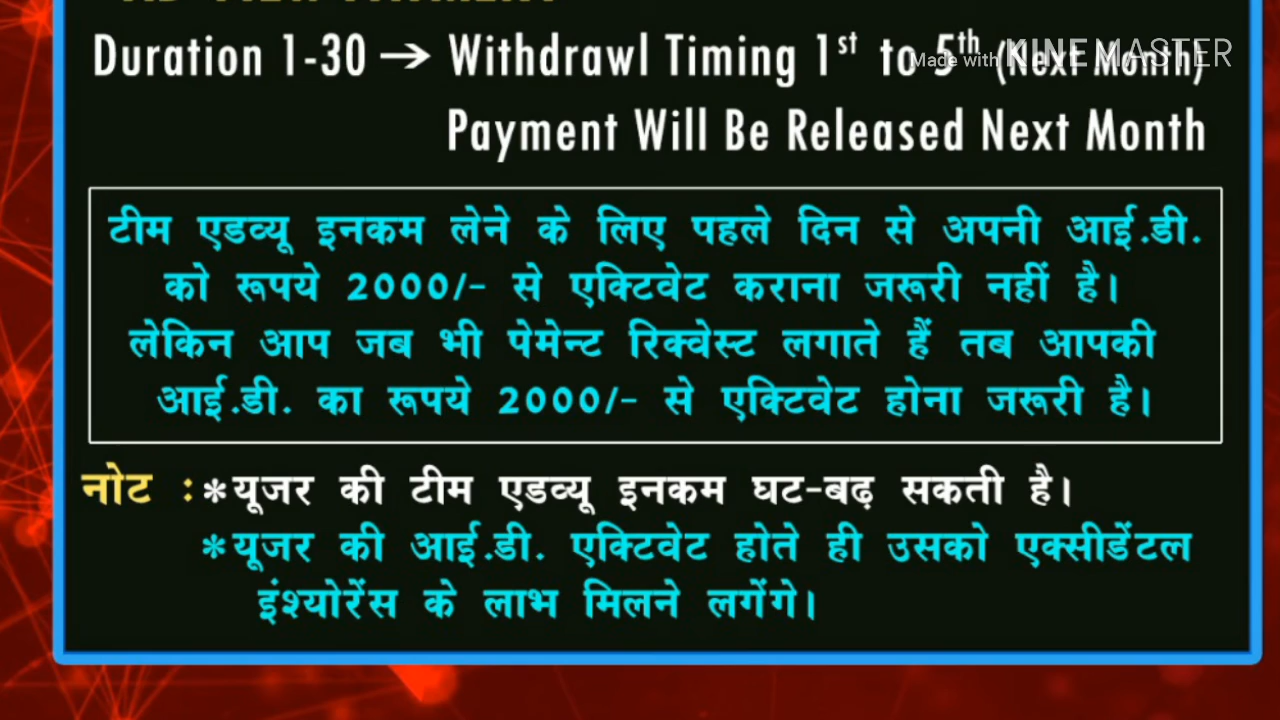 Duration 1-30 → Withdrawl Timing 1st to 5th (Next Month)
Made with KINEMASTER
Payment Will Be Released Next Month
टीम एडव्यू इनकम लेने के लिए पहले दिन से अपनी आई.डी.
को रूपये 2000/- से एक्टिवेट कराना जरूरी नहीं है।
लेकिन आप जब भी पेमेन्ट रिक्वेस्ट लगाते हैं तब आपकी
आई.डी. का रूपये 2000/- से एक्टिवेट होना जरूरी है।
नोट : *यूजर की टीम एडव्यू इनकम घट-बढ़ सकती है।
*यूजर की आई.डी. एक्टिवेट होते ही उसको एक्सीडेंटल
इंश्योरेंस के लाभ मिलने लगेंगे।